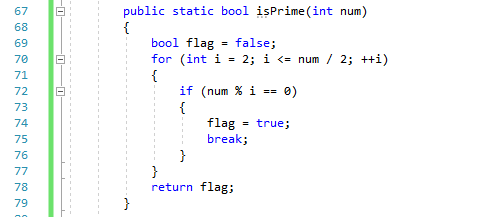 67 public static bool isPrime(int num)
68 {
69 bool flag = false;
70 for (int i = 2; i <= num / 2; ++i)
71 {
72 if (num % i == 0)
73 {
74 flag = true;
75 break;
76 }
77 }
78 return flag;
79 }